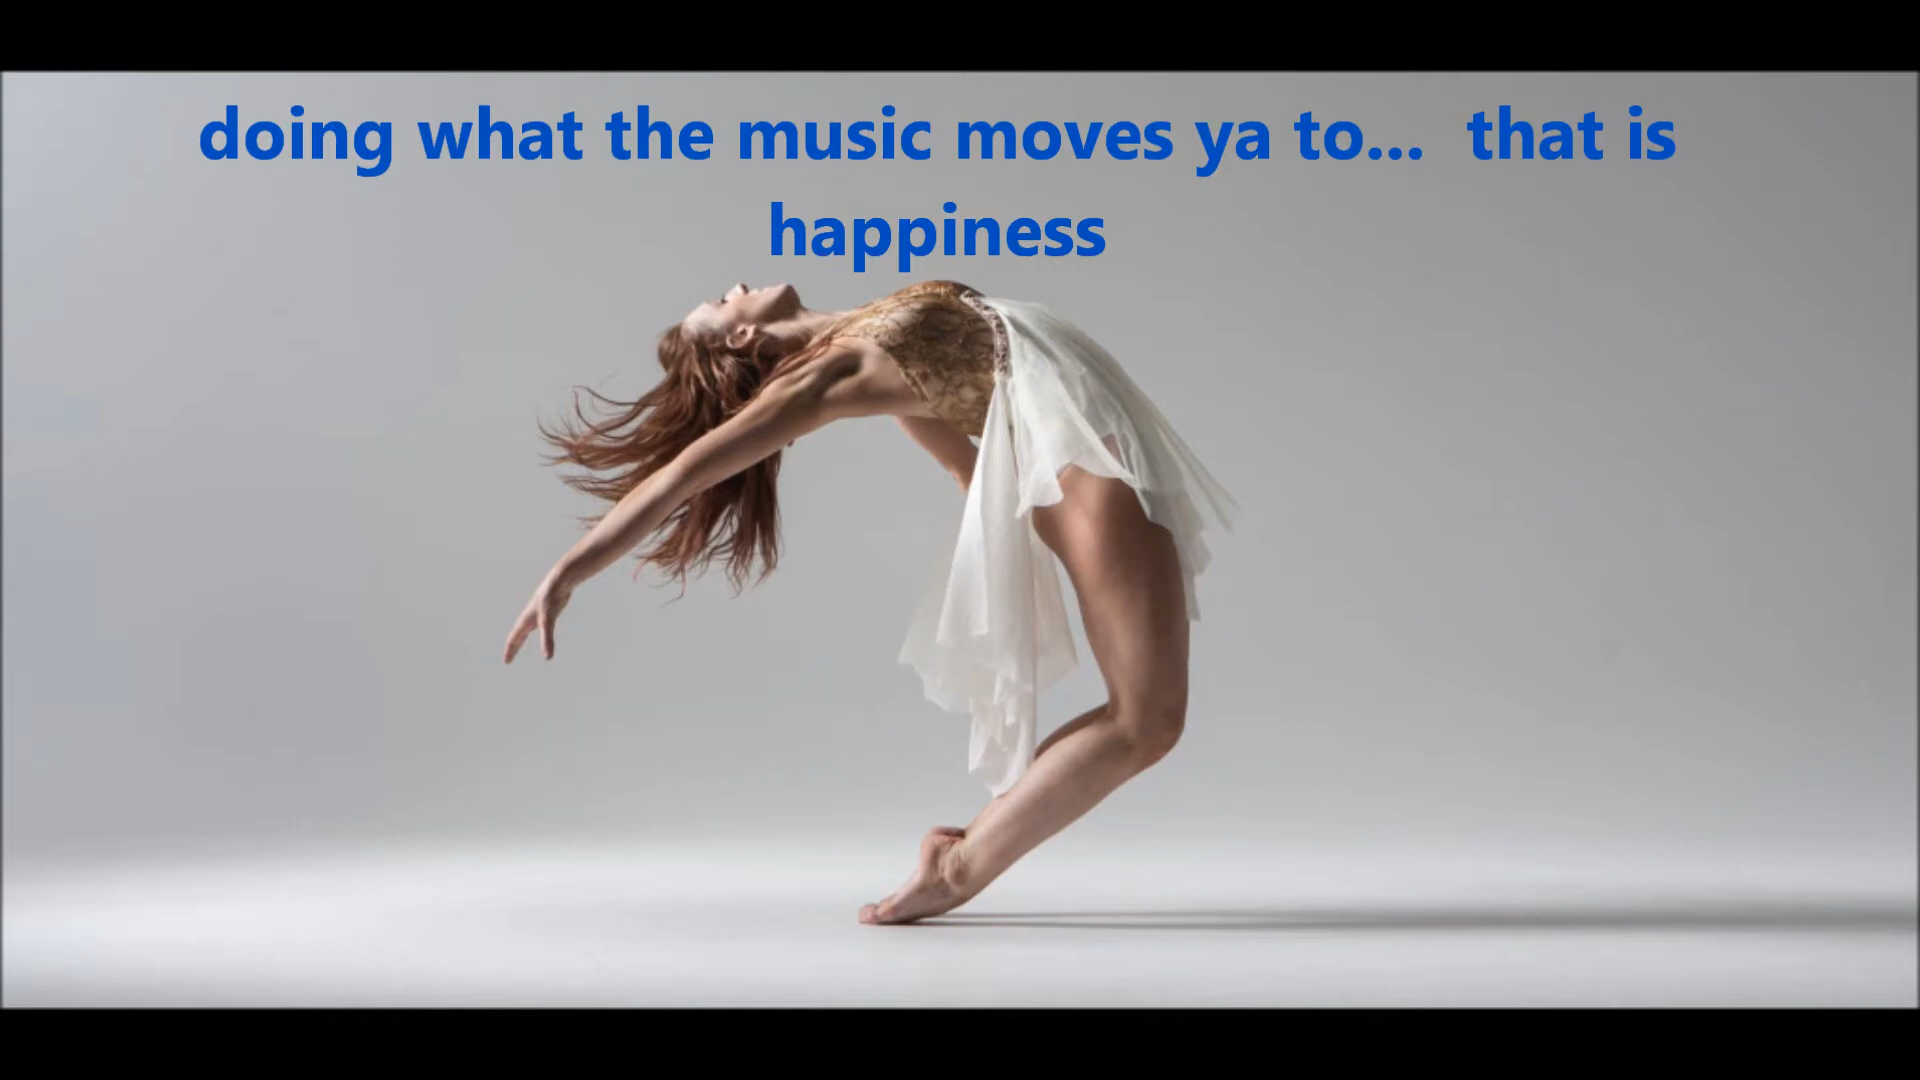 doing what the music moves ya to...  that is
happiness